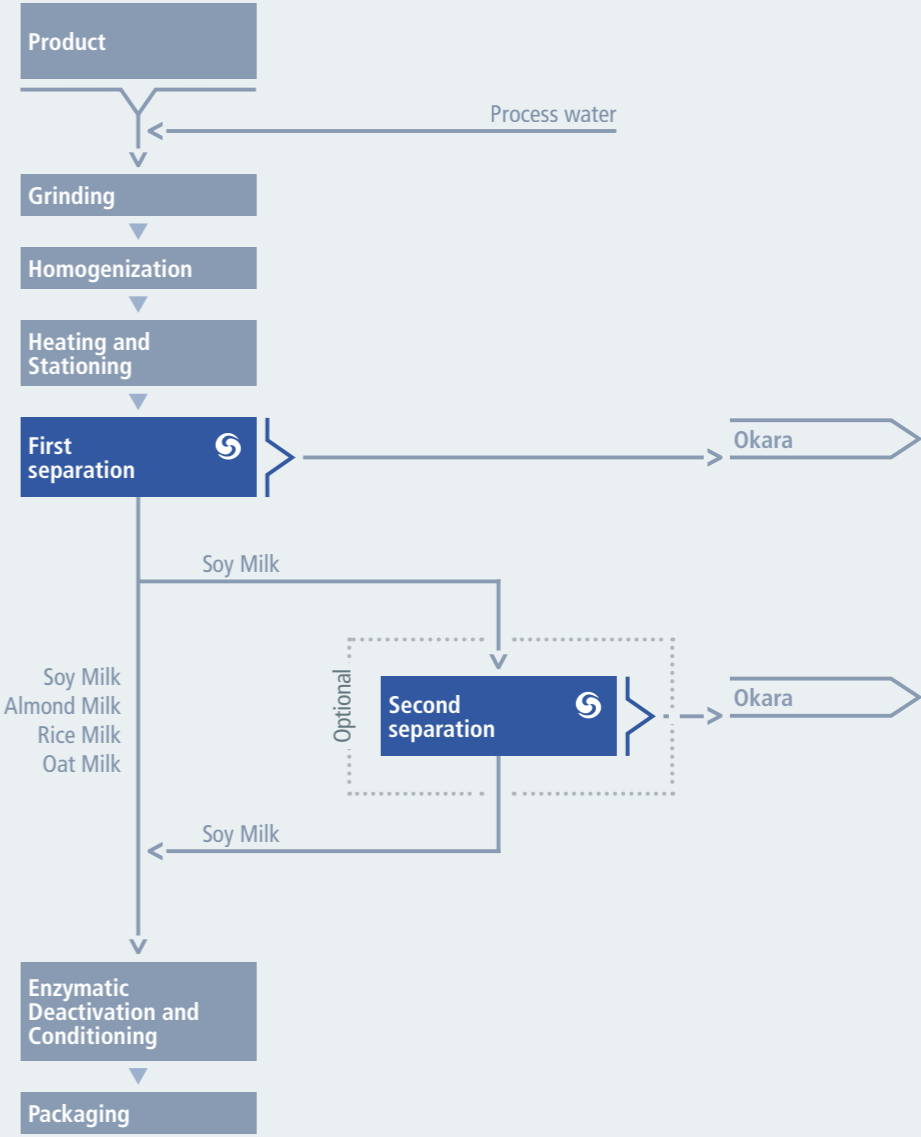 Product
Process water
Grinding
Homogenization
Heating and
Stationing
First
separation
Okara
Soy Milk
Soy Milk
Almond Milk
Rice Milk
Oat Milk
Optional
Second
separation
Okara
Soy Milk
Enzymatic
Deactivation and
Conditioning
Packaging